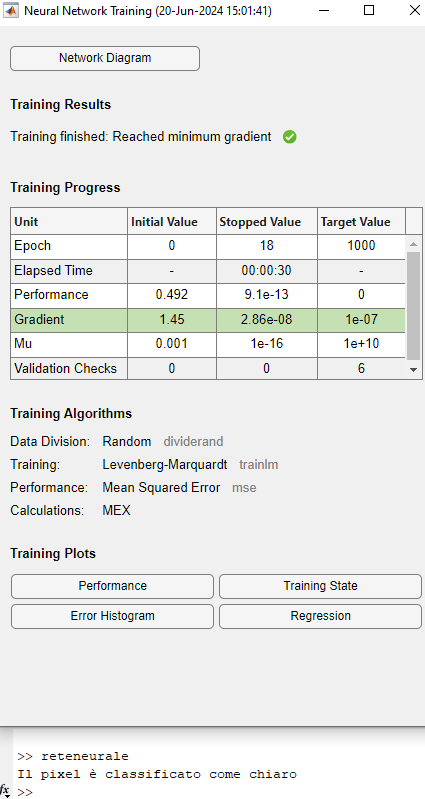 Neural Network Training (20-Jun-2024 15:01:41)
Network Diagram
Training Results
Training finished: Reached minimum gradient
Training Progress
Unit Initial Value Stopped Value Target Value
Epoch 0 18 1000
Elapsed Time - 00:00:30 -
Performance 0.492 9.1e-13 0
Gradient 1.45 2.86e-08 1e-07
Mu 0.001 1e-16 1e+10
Validation Checks 0 0 6
Training Algorithms
Data Division: Random dividerand
Training: Levenberg-Marquardt trainlm
Performance: Mean Squared Error mse
Calculations: MEX
Training Plots
Performance Training State
Error Histogram Regression
>> reteneurale
Il pixel è classificato come chiaro
fx >>